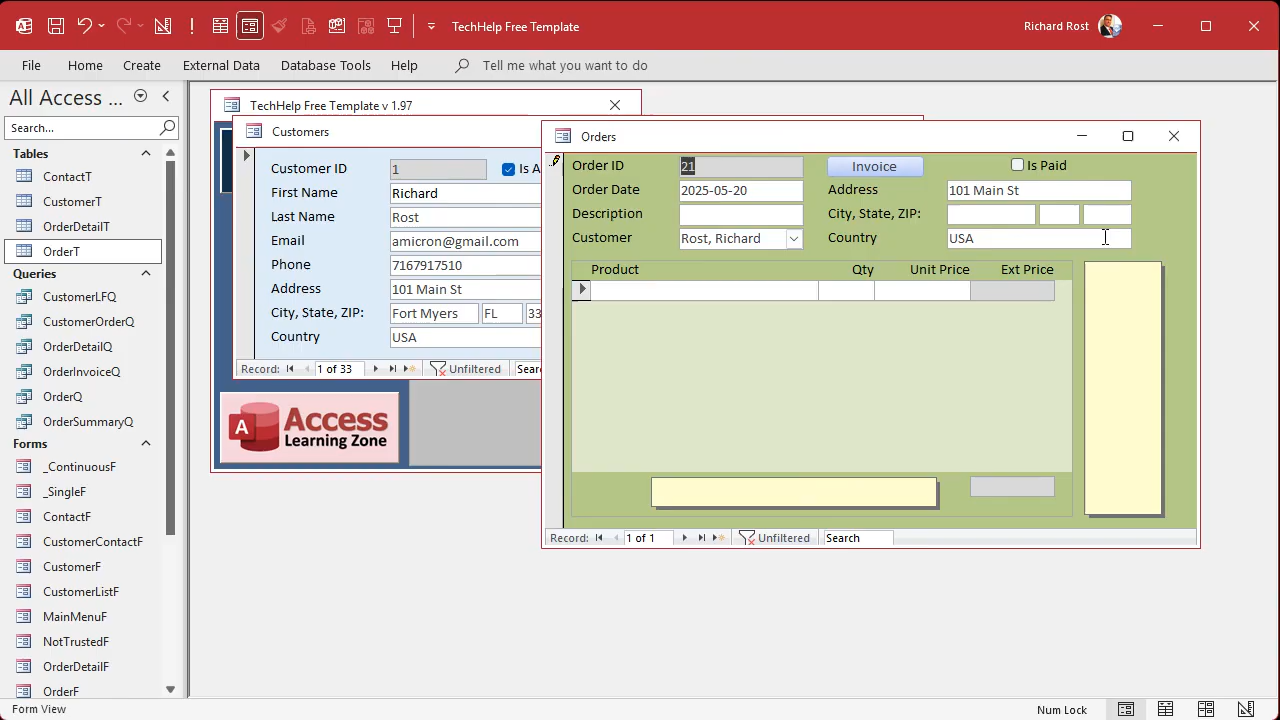 TechHelp Free Template
Richard Rost
File
Home
Create
External Data
Database Tools
Help
Tell me what you want to do
All Access ...
Search...
Tables
ContactT
CustomerT
OrderDetailT
OrderT
Queries
CustomerLFQ
CustomerOrderQ
OrderDetailQ
OrderInvoiceQ
OrderQ
OrderSummaryQ
Forms
_ContinuousF
_SingleF
ContactF
CustomerContactF
CustomerF
CustomerListF
MainMenuF
NotTrustedF
OrderDetailF
OrderF
TechHelp Free Template v 1.97
Customers
Customer ID 1 Is A
First Name Richard
Last Name Rost
Email amicron@gmail.com
Phone 7167917510
Address 101 Main St
City, State, ZIP: Fort Myers FL 33
Country USA
Record: 1 of 33 Unfiltered Sear
A Access
Learning Zone
Orders
Order ID 21 Invoice Is Paid
Order Date 2025-05-20 Address 101 Main St
Description City, State, ZIP:
Customer Rost, Richard Country USA
Product Qty Unit Price Ext Price
Record: 1 of 1 Unfiltered Search
Form View
Num Lock